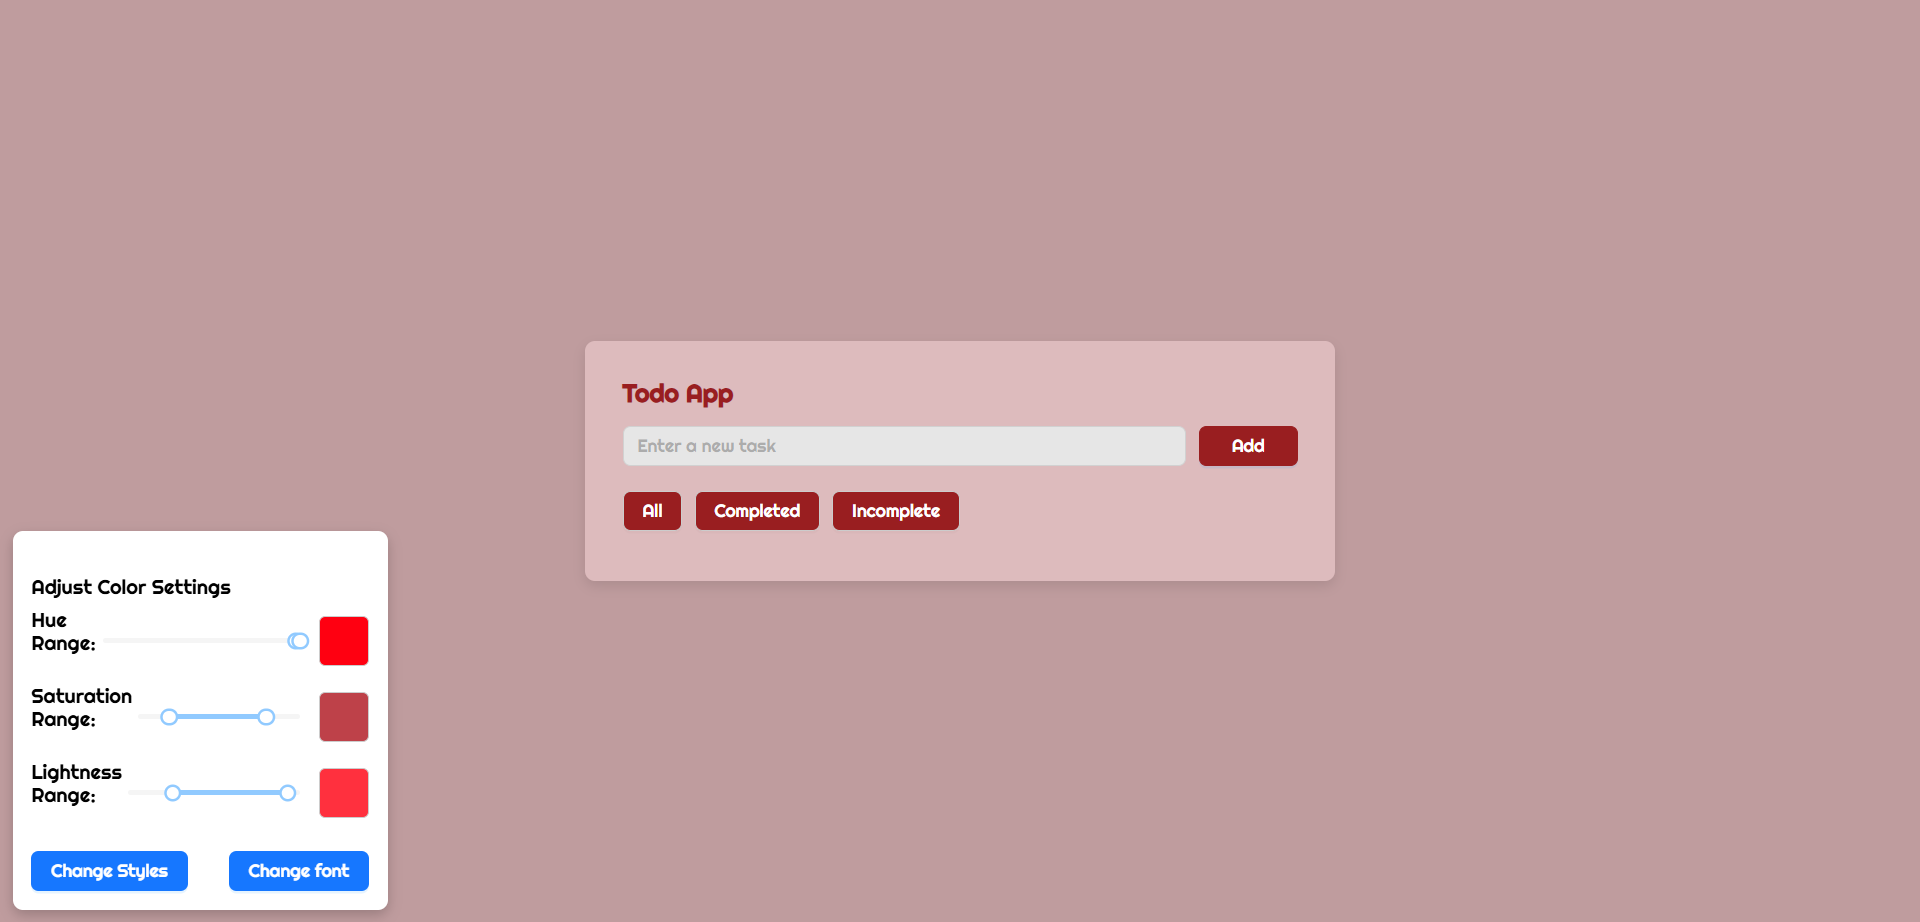 Todo App
Enter a new task
Add
All Completed Incomplete
Adjust Color Settings
Hue
Range:
Saturation
Range:
Lightness
Range:
Change Styles Change font